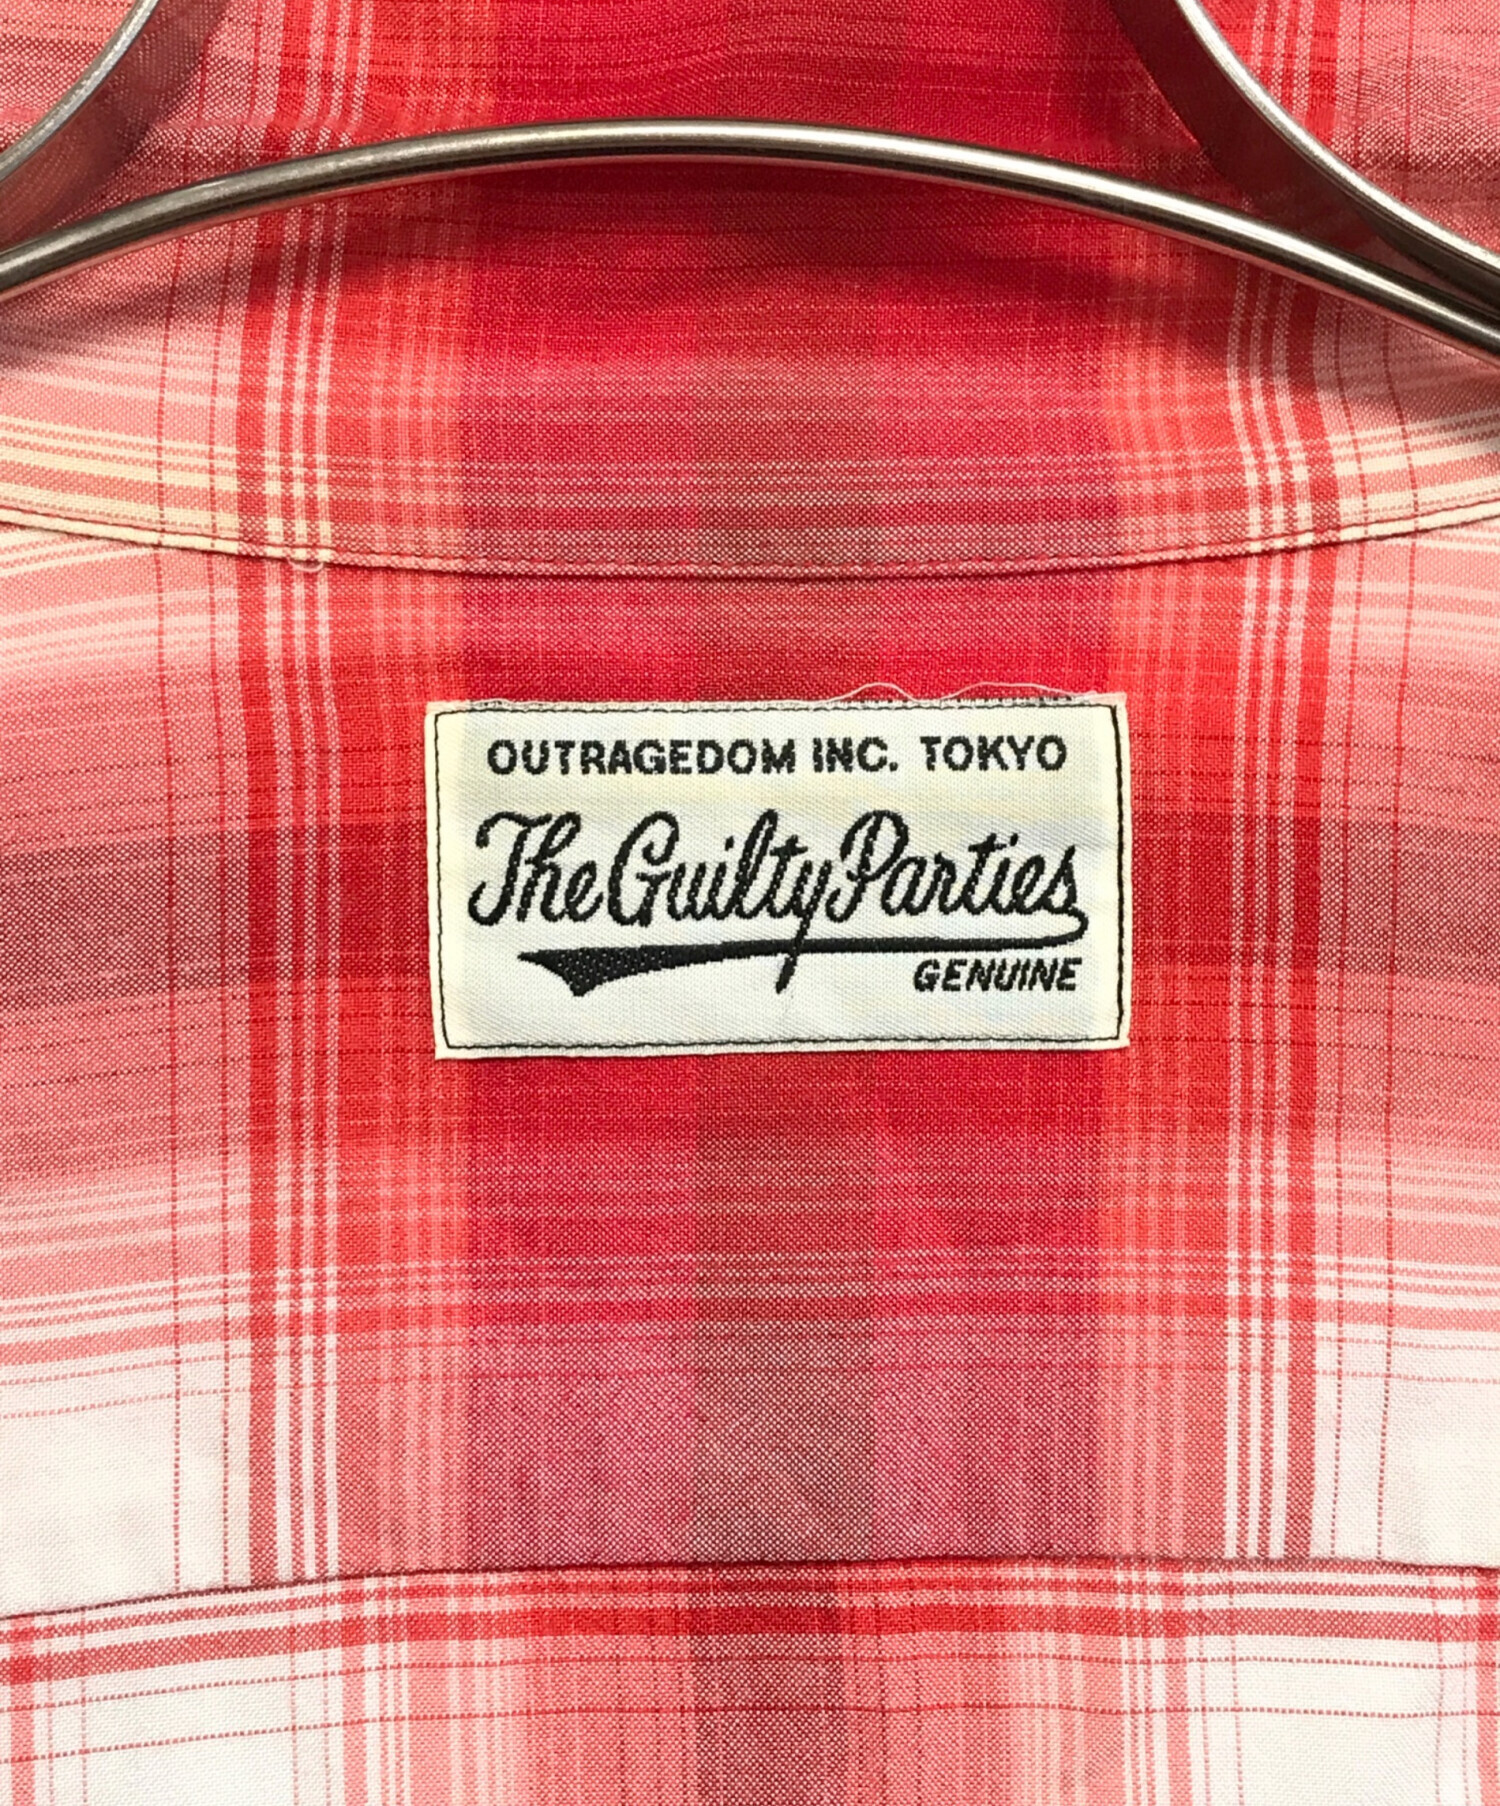 OUTRAGEDOM INC. TOKYO
The Guilty Parties
GENUINE